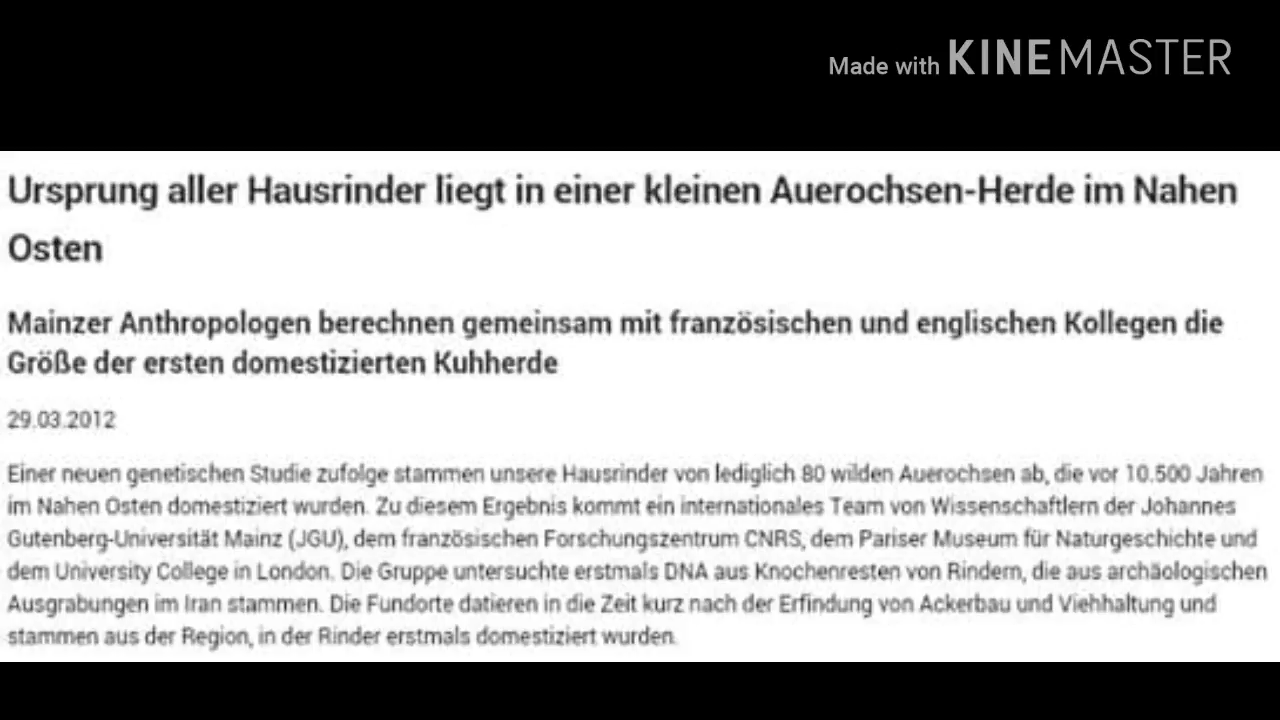 Made with KINEMASTER
Ursprung aller Hausrinder liegt in einer kleinen Auerochsen-Herde im Nahen
Osten
Mainzer Anthropologen berechnen gemeinsam mit französischen und englischen Kollegen die
Größe der ersten domestizierten Kuhherde
29.03.2012
Einer neuen genetischen Studie zufolge stammen unsere Hausrinder von lediglich 80 wilden Auerochsen ab, die vor 10.500 Jahren
im Nahen Osten domestiziert wurden. Zu diesem Ergebnis kommt ein internationales Team von Wissenschaftlern der Johannes
Gutenberg-Universität Mainz (JGU), dem französischen Forschungszentrum CNRS, dem Pariser Museum für Naturgeschichte und
dem University College in London. Die Gruppe untersuchte erstmals DNA aus Knochenresten von Rindern, die aus archäologischen
Ausgrabungen im Iran stammen. Die Fundorte datieren in die Zeit kurz nach der Erfindung von Ackerbau und Viehhaltung und
stammen aus der Region, in der Rinder erstmals domestiziert wurden.